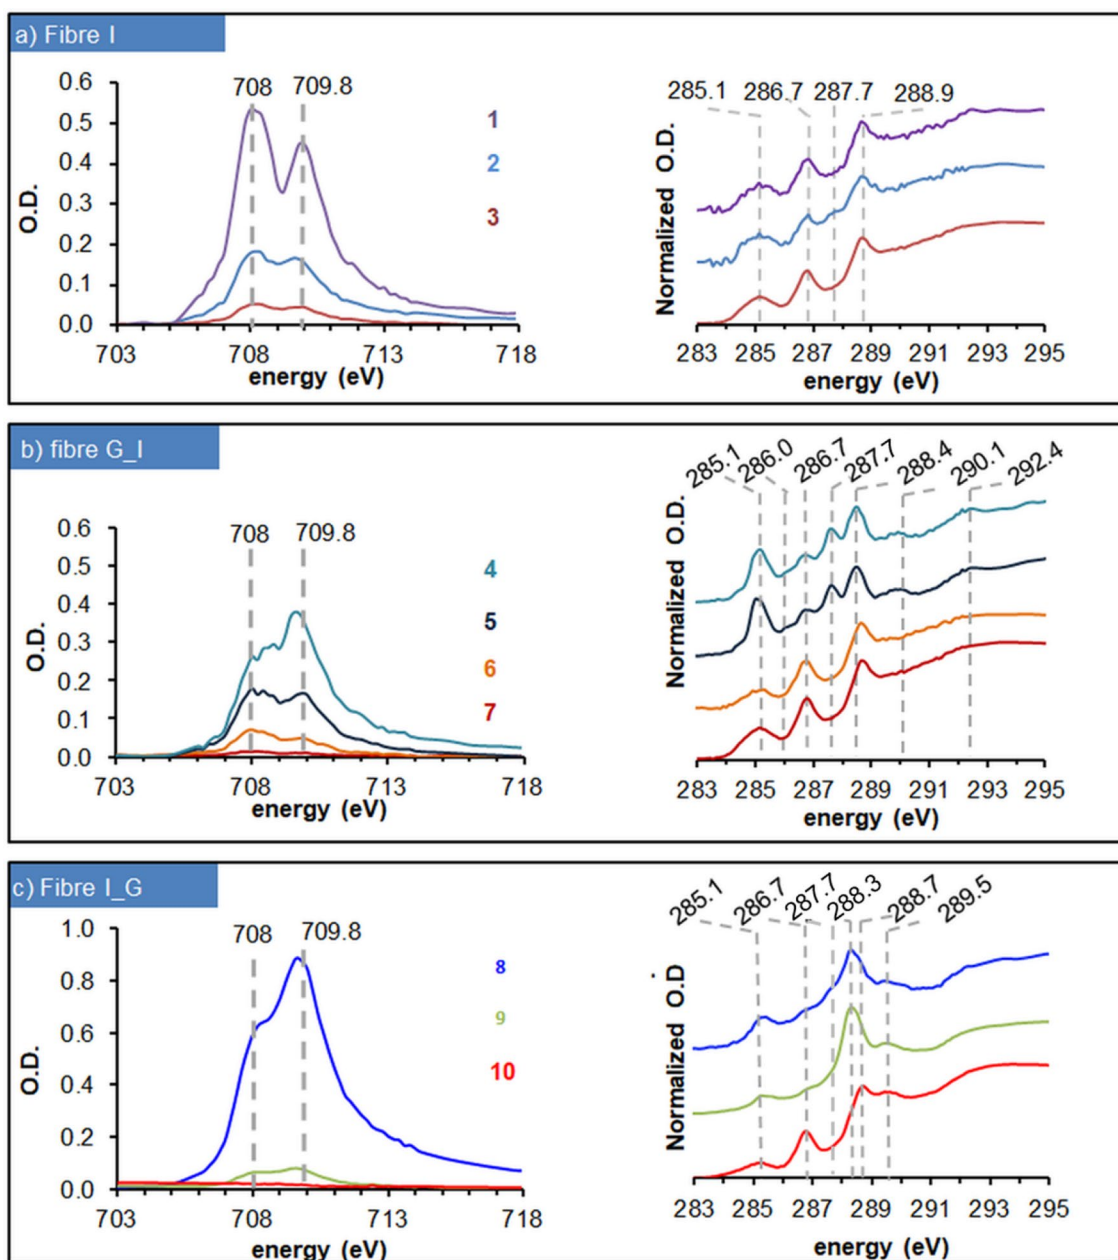 a) Fibre I
708 709.8
285.1 286.7 287.7 288.9
O.D.
0.6
0.5
0.4
0.3
0.2
0.1
0.0
1
2
3
703 708 713 718
energy (eV)
Normalized O.D.
283 285 287 289 291 293 295
energy (eV)
b) fibre G_I
708 709.8
285.1 286.0 286.7 287.7 288.4 290.1 292.4
O.D.
0.6
0.5
0.4
0.3
0.2
0.1
0.0
4
5
6
7
703 708 713 718
energy (eV)
Normalized O.D.
283 285 287 289 291 293 295
energy (eV)
c) Fibre I_G
708 709.8
285.1 286.7 287.7 288.3 288.7 289.5
O.D.
1.0
0.8
0.6
0.4
0.2
0.0
8
9
10
703 708 713 718
energy (eV)
Normalized O.D
283 285 287 289 291 293 295
energy (eV)